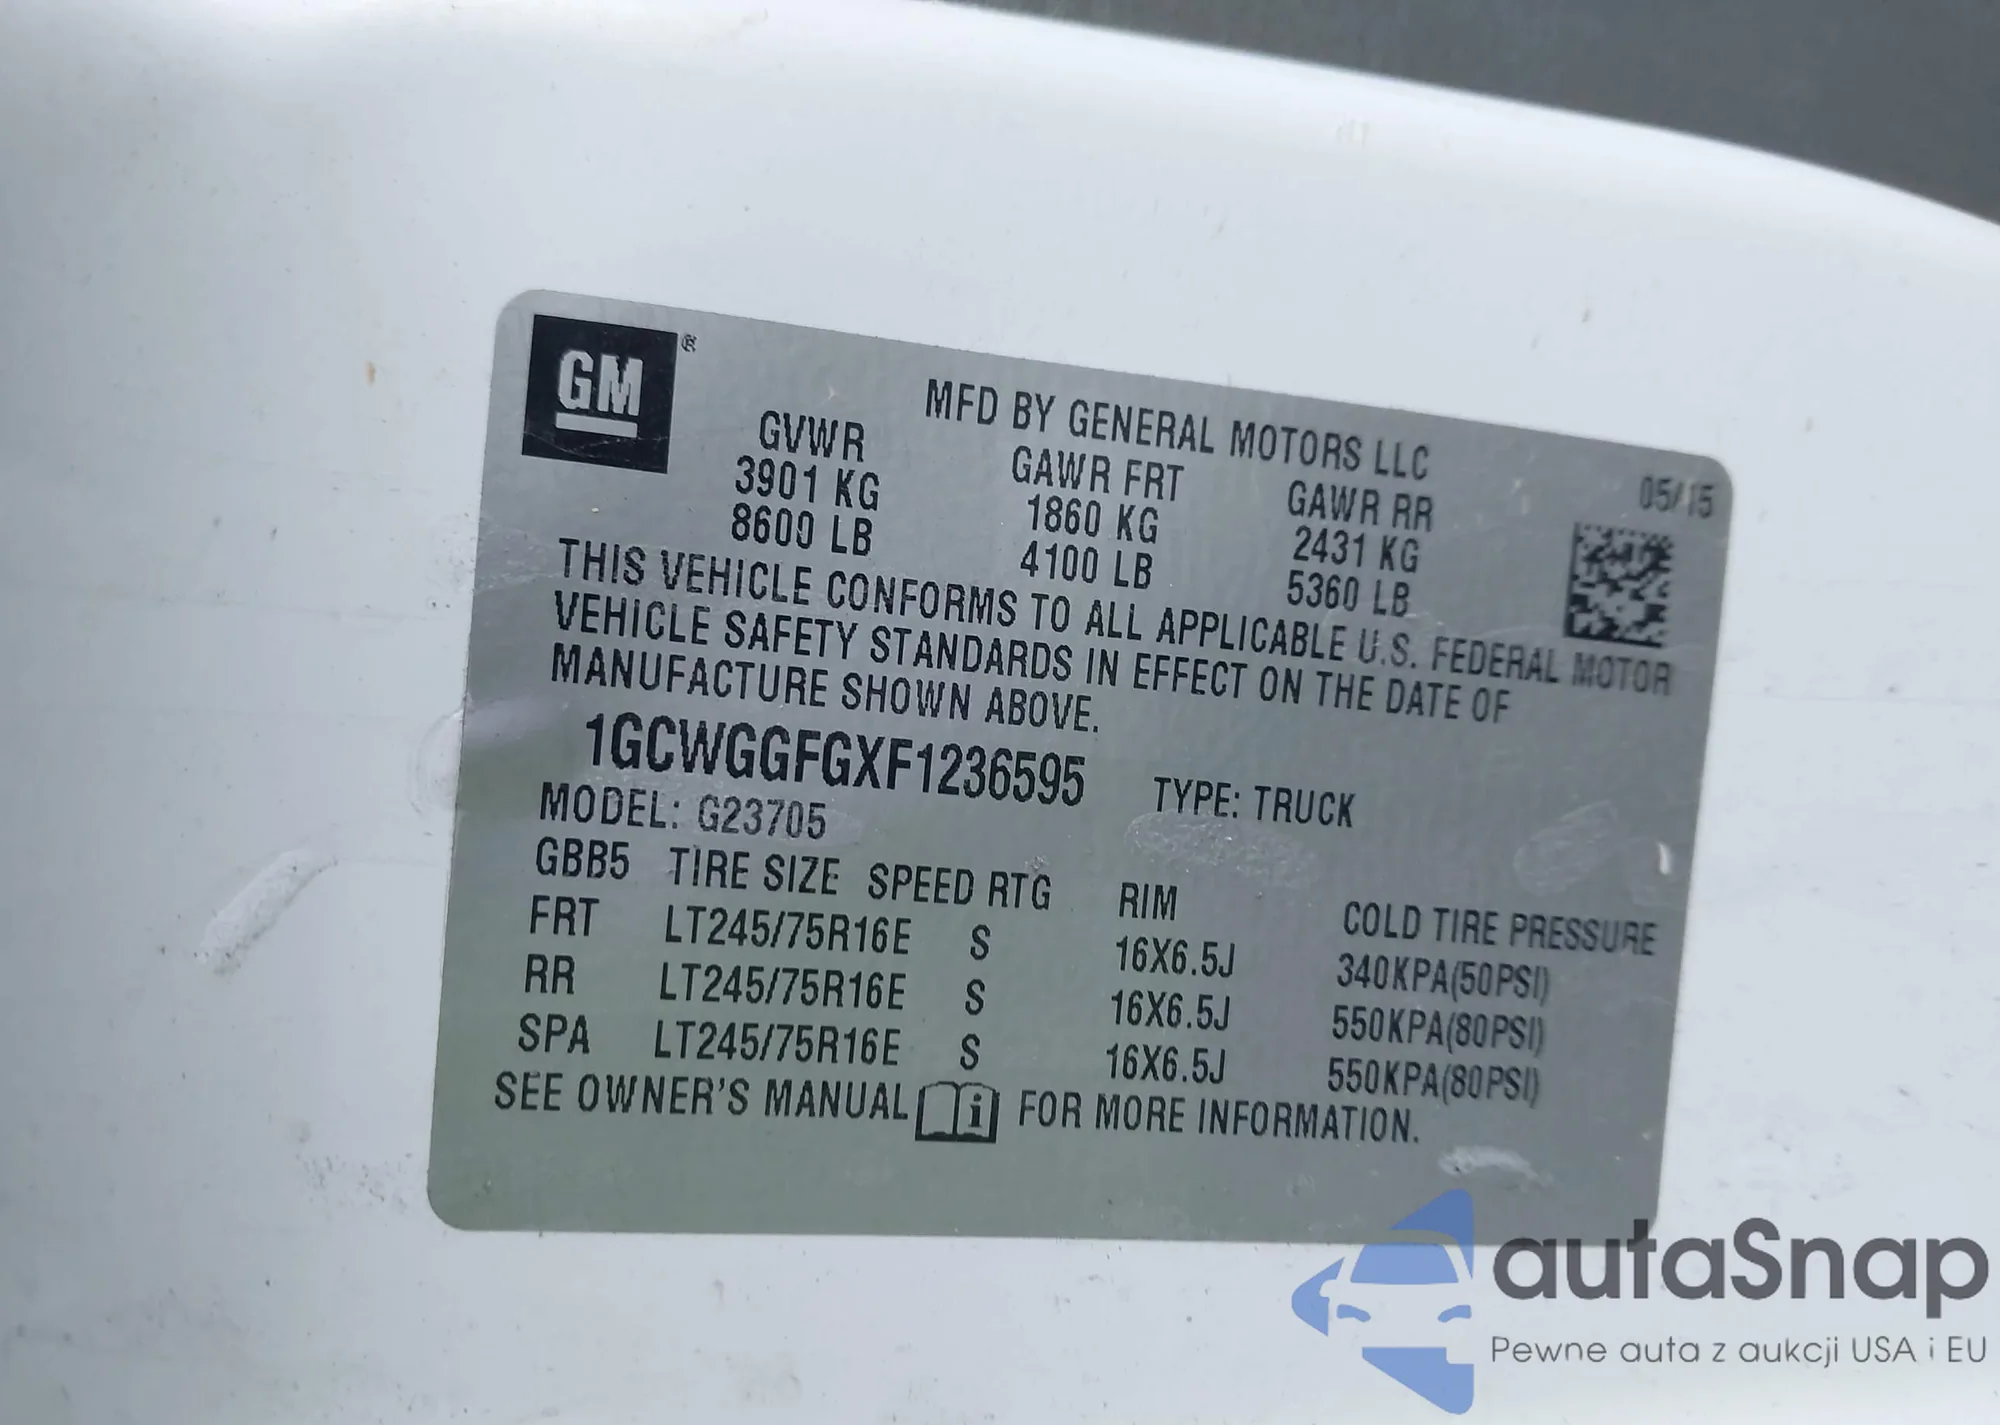 GM ®
MFD BY GENERAL MOTORS LLC
05/15
GVWR GAWR FRT GAWR RR
3901 KG 1860 KG 2431 KG
8600 LB 4100 LB 5360 LB
THIS VEHICLE CONFORMS TO ALL APPLICABLE U.S. FEDERAL MOTOR
VEHICLE SAFETY STANDARDS IN EFFECT ON THE DATE OF
MANUFACTURE SHOWN ABOVE.
1GCWGGFGXF1236595 TYPE: TRUCK
MODEL: G23705
GBB5 TIRE SIZE SPEED RTG RIM COLD TIRE PRESSURE
FRT LT245/75R16E S 16X6.5J 340KPA(50PSI)
RR LT245/75R16E S 16X6.5J 550KPA(80PSI)
SPA LT245/75R16E S 16X6.5J 550KPA(80PSI)
SEE OWNER'S MANUAL i FOR MORE INFORMATION.
autaSnap
Pewne auta z aukcji USA i EU